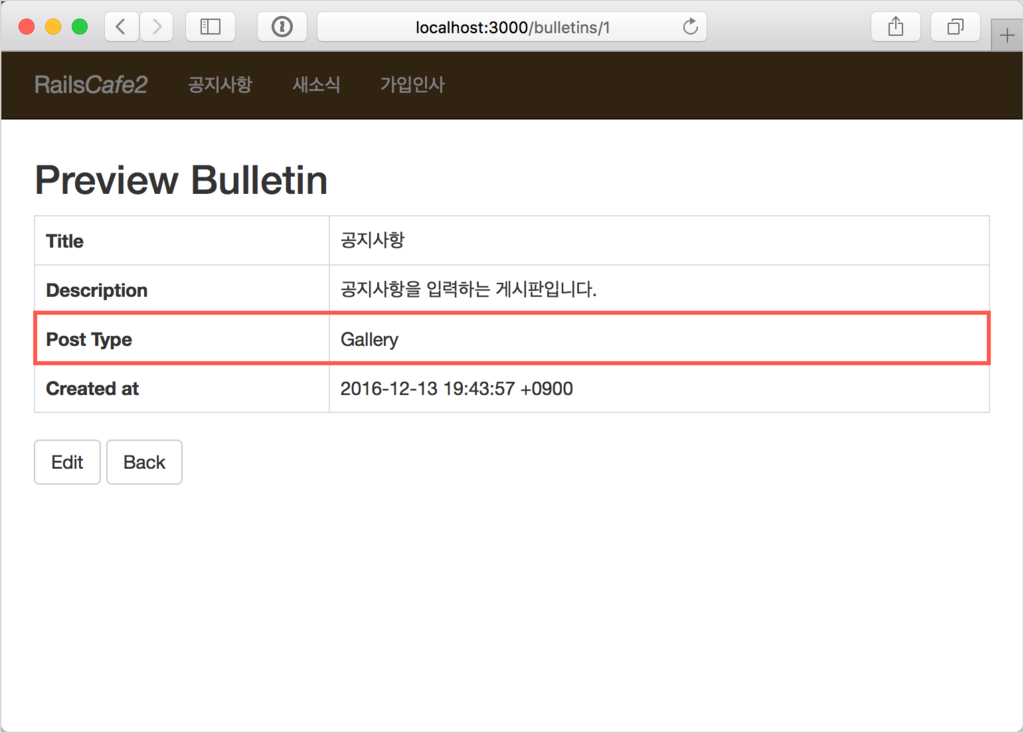 localhost:3000/bulletins/1
RailsCafe2 공지사항 새소식 가입인사
Preview Bulletin
Title 공지사항
Description 공지사항을 입력하는 게시판입니다.
Post Type Gallery
Created at 2016-12-13 19:43:57 +0900
Edit Back